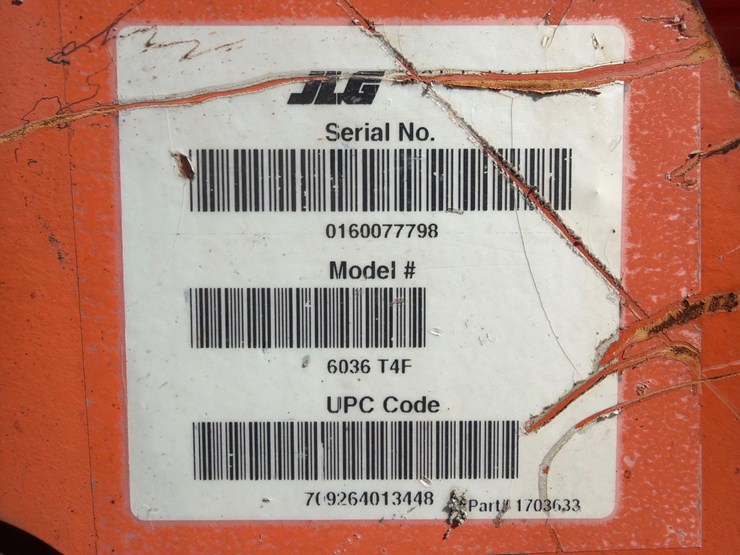 JLG
Serial No.
0160077798
Model #
6036 T4F
UPC Code
709264013448
Part# 1703633